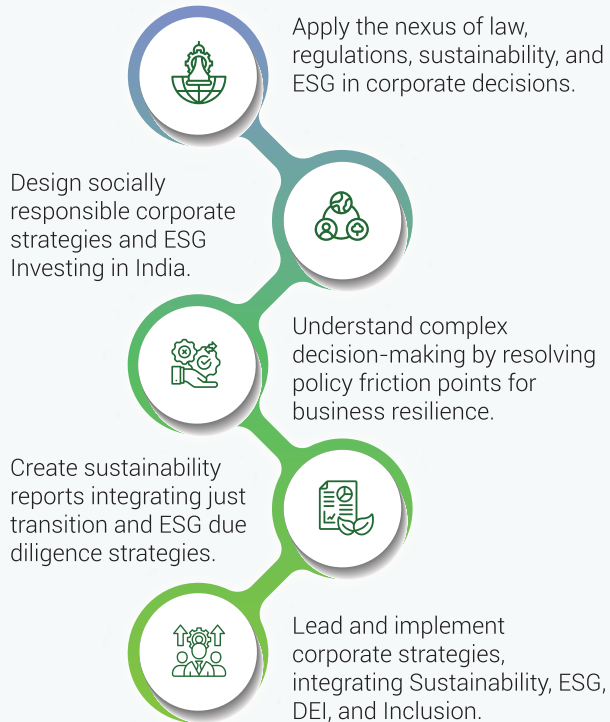 Apply the nexus of law,
regulations, sustainability, and
ESG in corporate decisions.
Design socially
responsible corporate
strategies and ESG
Investing in India.
Understand complex
decision-making by resolving
policy friction points for
business resilience.
Create sustainability
reports integrating just
transition and ESG due
diligence strategies.
Lead and implement
corporate strategies,
integrating Sustainability, ESG,
DEI, and Inclusion.